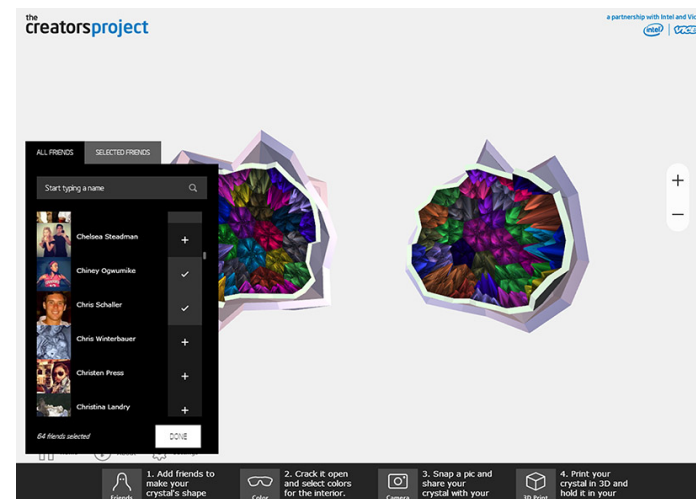 the
creatorsproject
a partnership with Intel and Vic
intel
VICE
ALL FRIENDS
SELECTED FRIENDS
Start typing a name
Chelsea Steadman
Chiney Ogwumike
Chris Schaller
Chris Winterbauer
Christen Press
Christina Landry
64 friends selected
DONE
Friends
1. Add friends to
make your
crystal's shape
Color
2. Crack it open
and select colors
for the interior.
Camera
3. Snap a pic and
share your
crystal with your
3D Print
4. Print your
crystal in 3D and
hold it in your